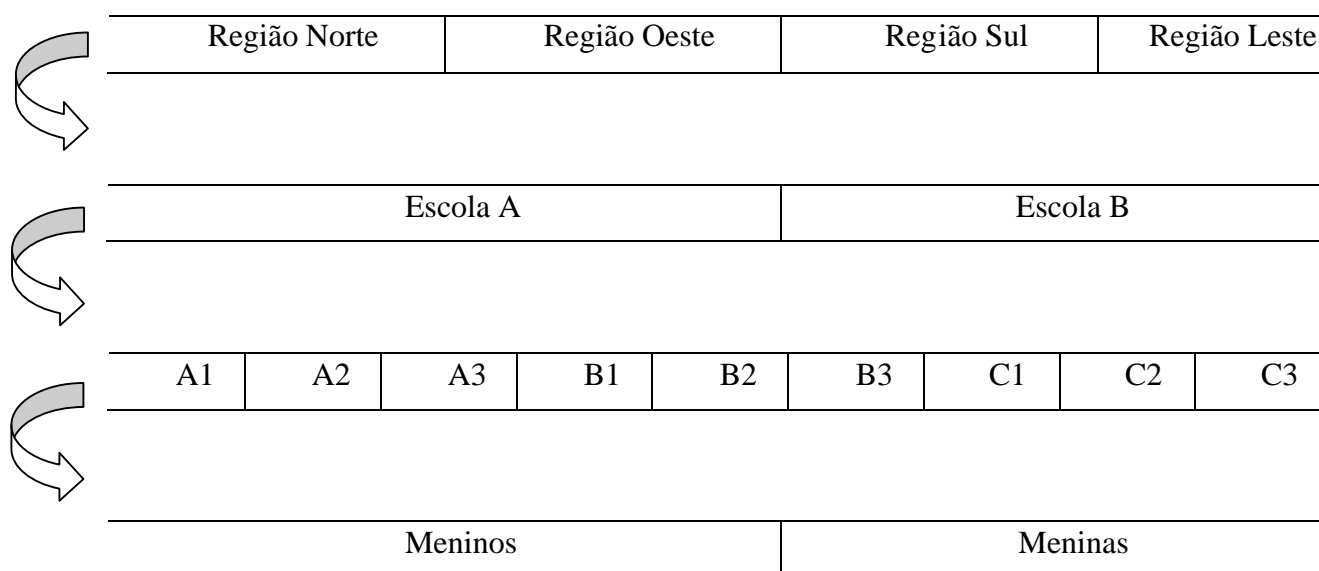 Região Norte Região Oeste Região Sul Região Leste
Escola A Escola B
A1 A2 A3 B1 B2 B3 C1 C2 C3
Meninos Meninas